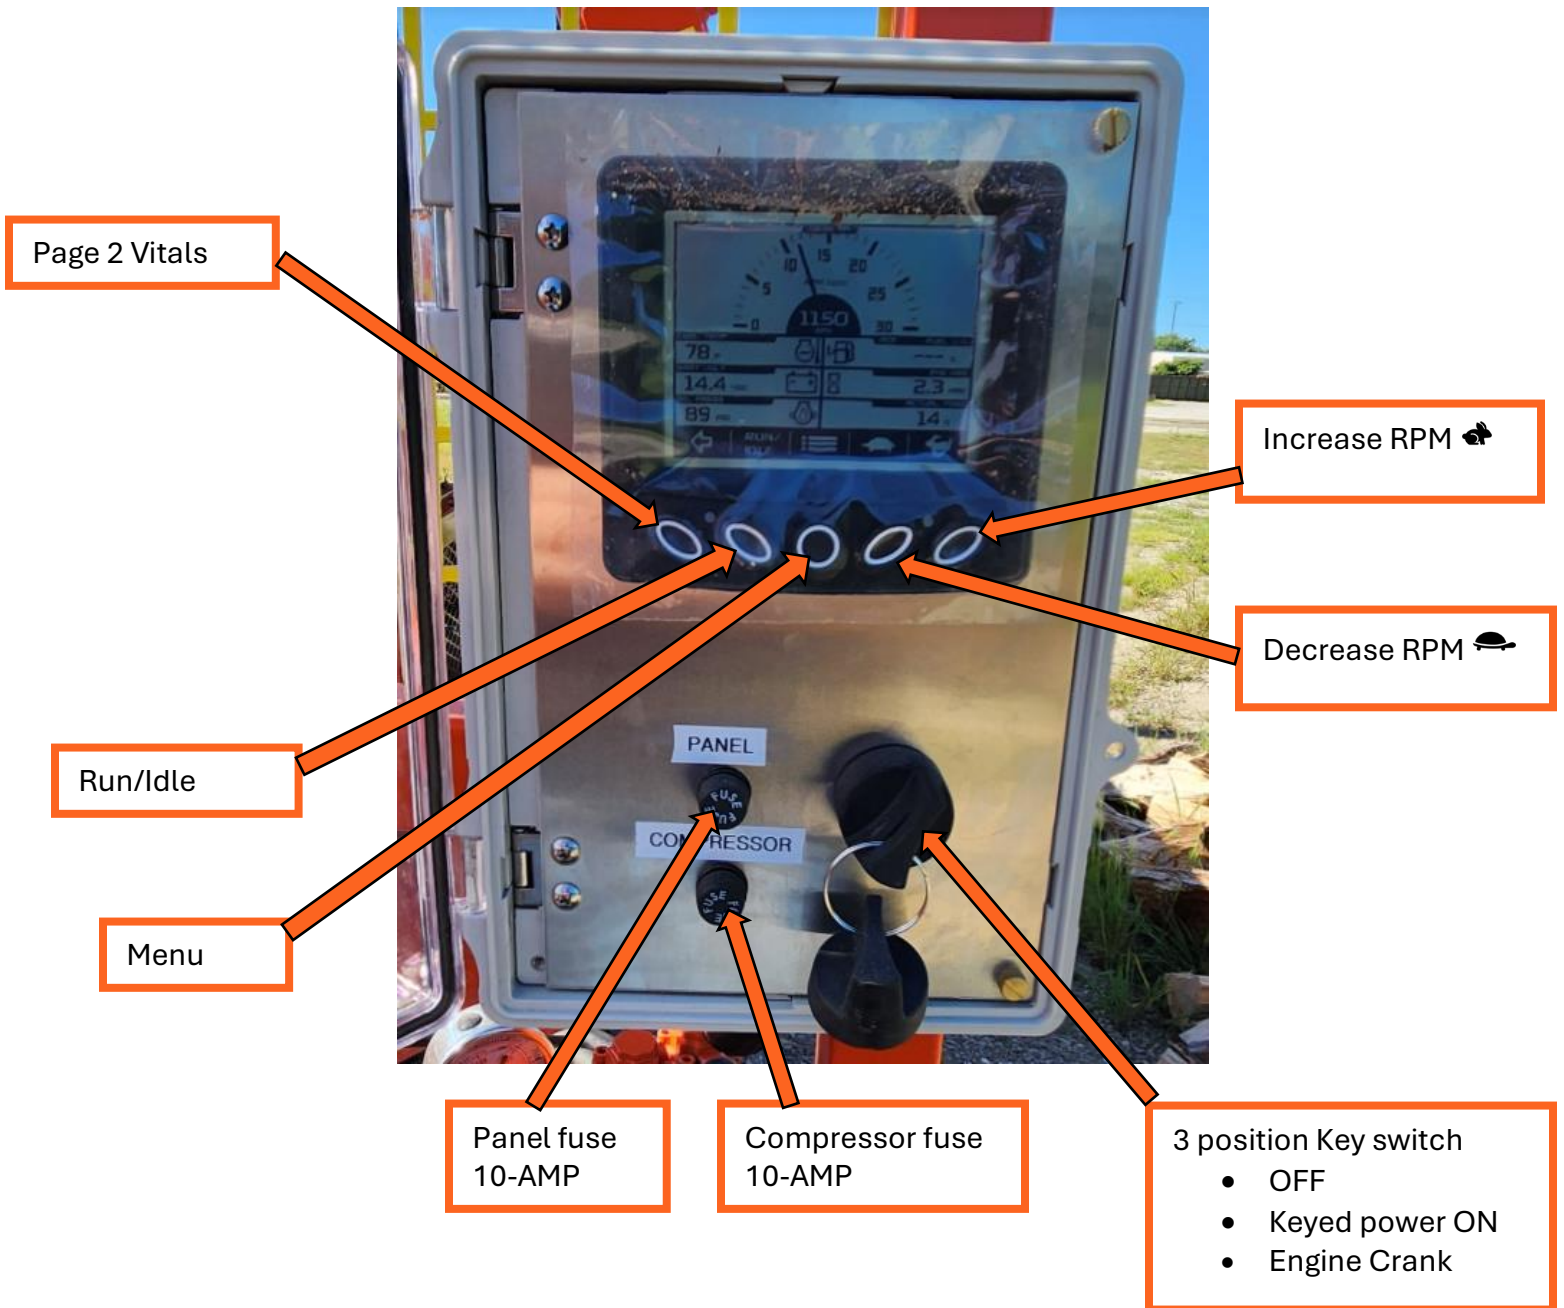 Page 2 Vitals
5
10
15
20
25
0
1150
30
78
14.4
2.3
89
14
RUN/
Increase RPM
Decrease RPM
Run/Idle
Menu
PANEL
FUSE
COMPRESSOR
FUSE
Panel fuse
10-AMP
Compressor fuse
10-AMP
3 position Key switch
• OFF
• Keyed power ON
• Engine Crank